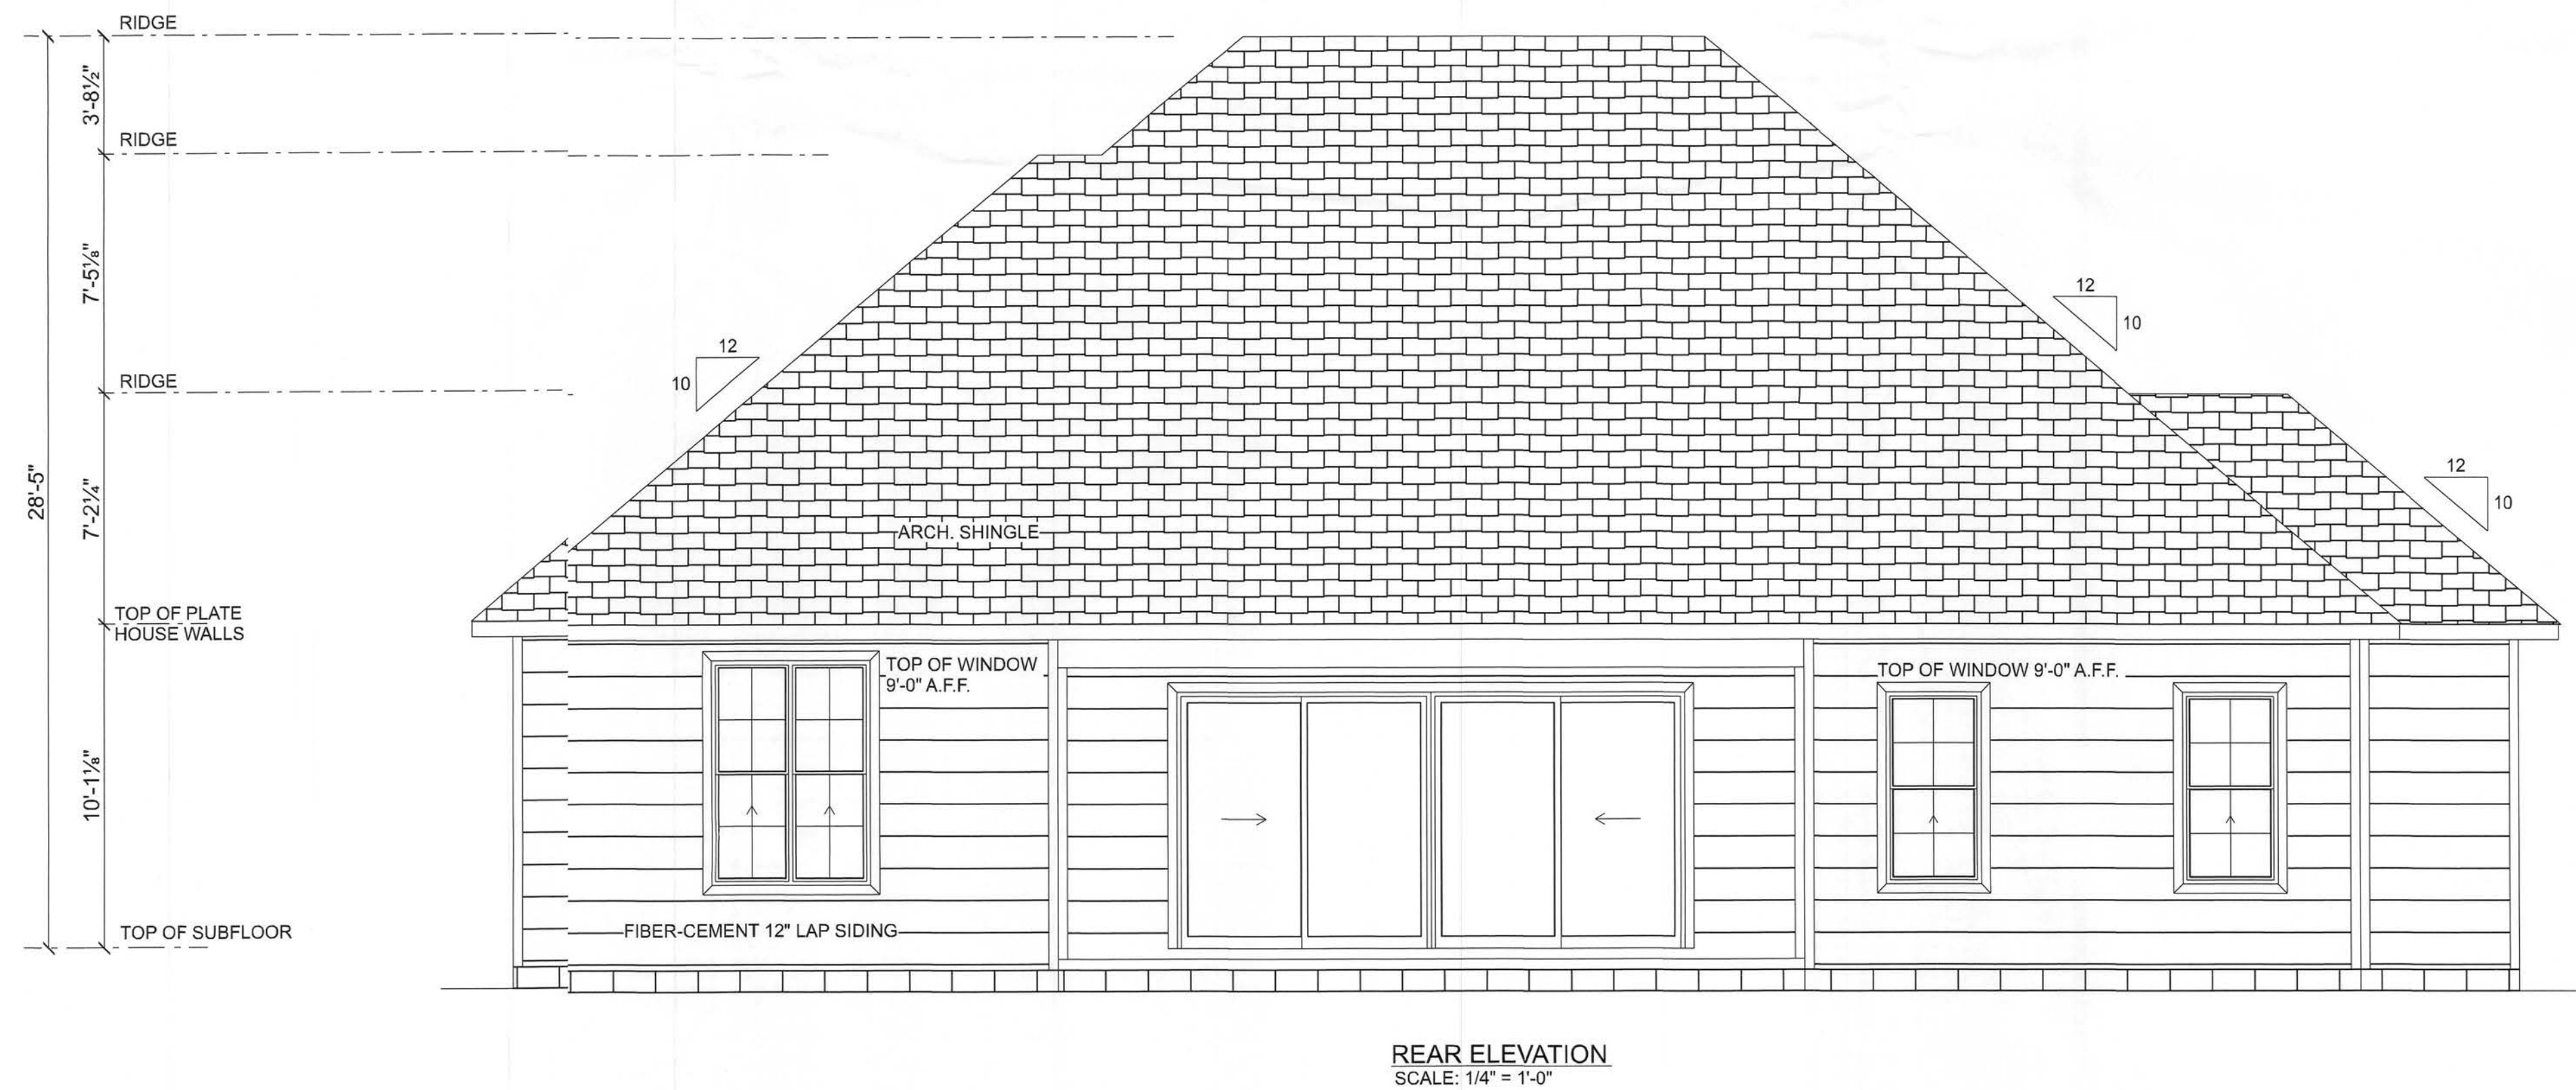 RIDGE
3'-8½"
RIDGE
7'-5⅛"
12
10
12
10
RIDGE
28'-5"
7'-2¼"
12
10
ARCH. SHINGLE
TOP OF PLATE
HOUSE WALLS
TOP OF WINDOW
9'-0" A.F.F.
TOP OF WINDOW 9'-0" A.F.F.
10'-1⅛"
TOP OF SUBFLOOR
FIBER-CEMENT 12" LAP SIDING
REAR ELEVATION
SCALE: 1/4" = 1'-0"